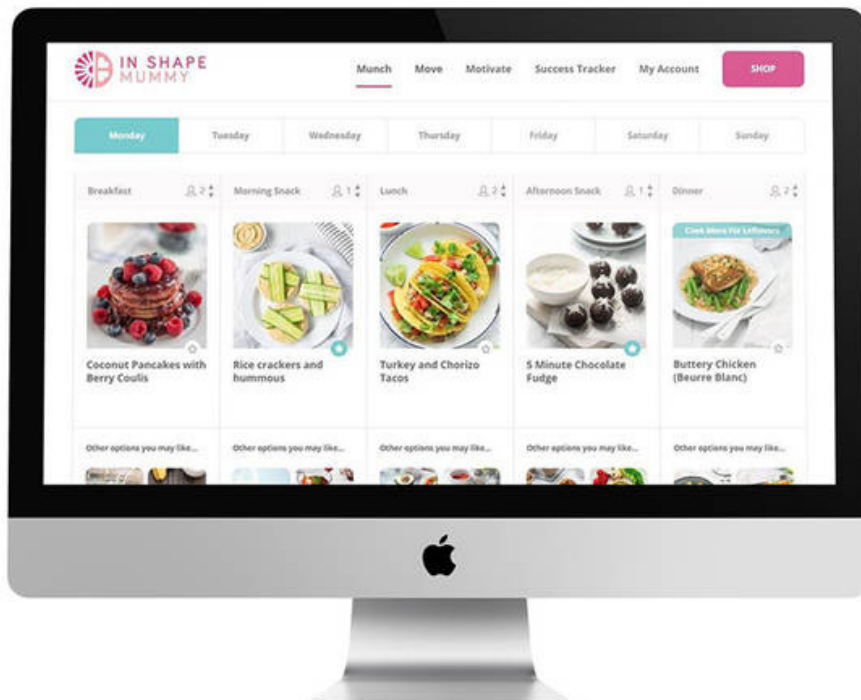 IN SHAPE
MUMMY
Munch Move Motivate Success Tracker My Account SHOP
Monday Tuesday Wednesday Thursday Friday Saturday Sunday
Breakfast 2 Morning Snack 1 Lunch 2 Afternoon Snack 1 Dinner 2
Cook More For Leftovers
Coconut Pancakes with
Berry Coulis
Rice crackers and
hummous
Turkey and Chorizo
Tacos
5 Minute Chocolate
Fudge
Buttery Chicken
(Beurre Blanc)
Other options you may like... Other options you may like... Other options you may like... Other options you may like... Other options you may like...